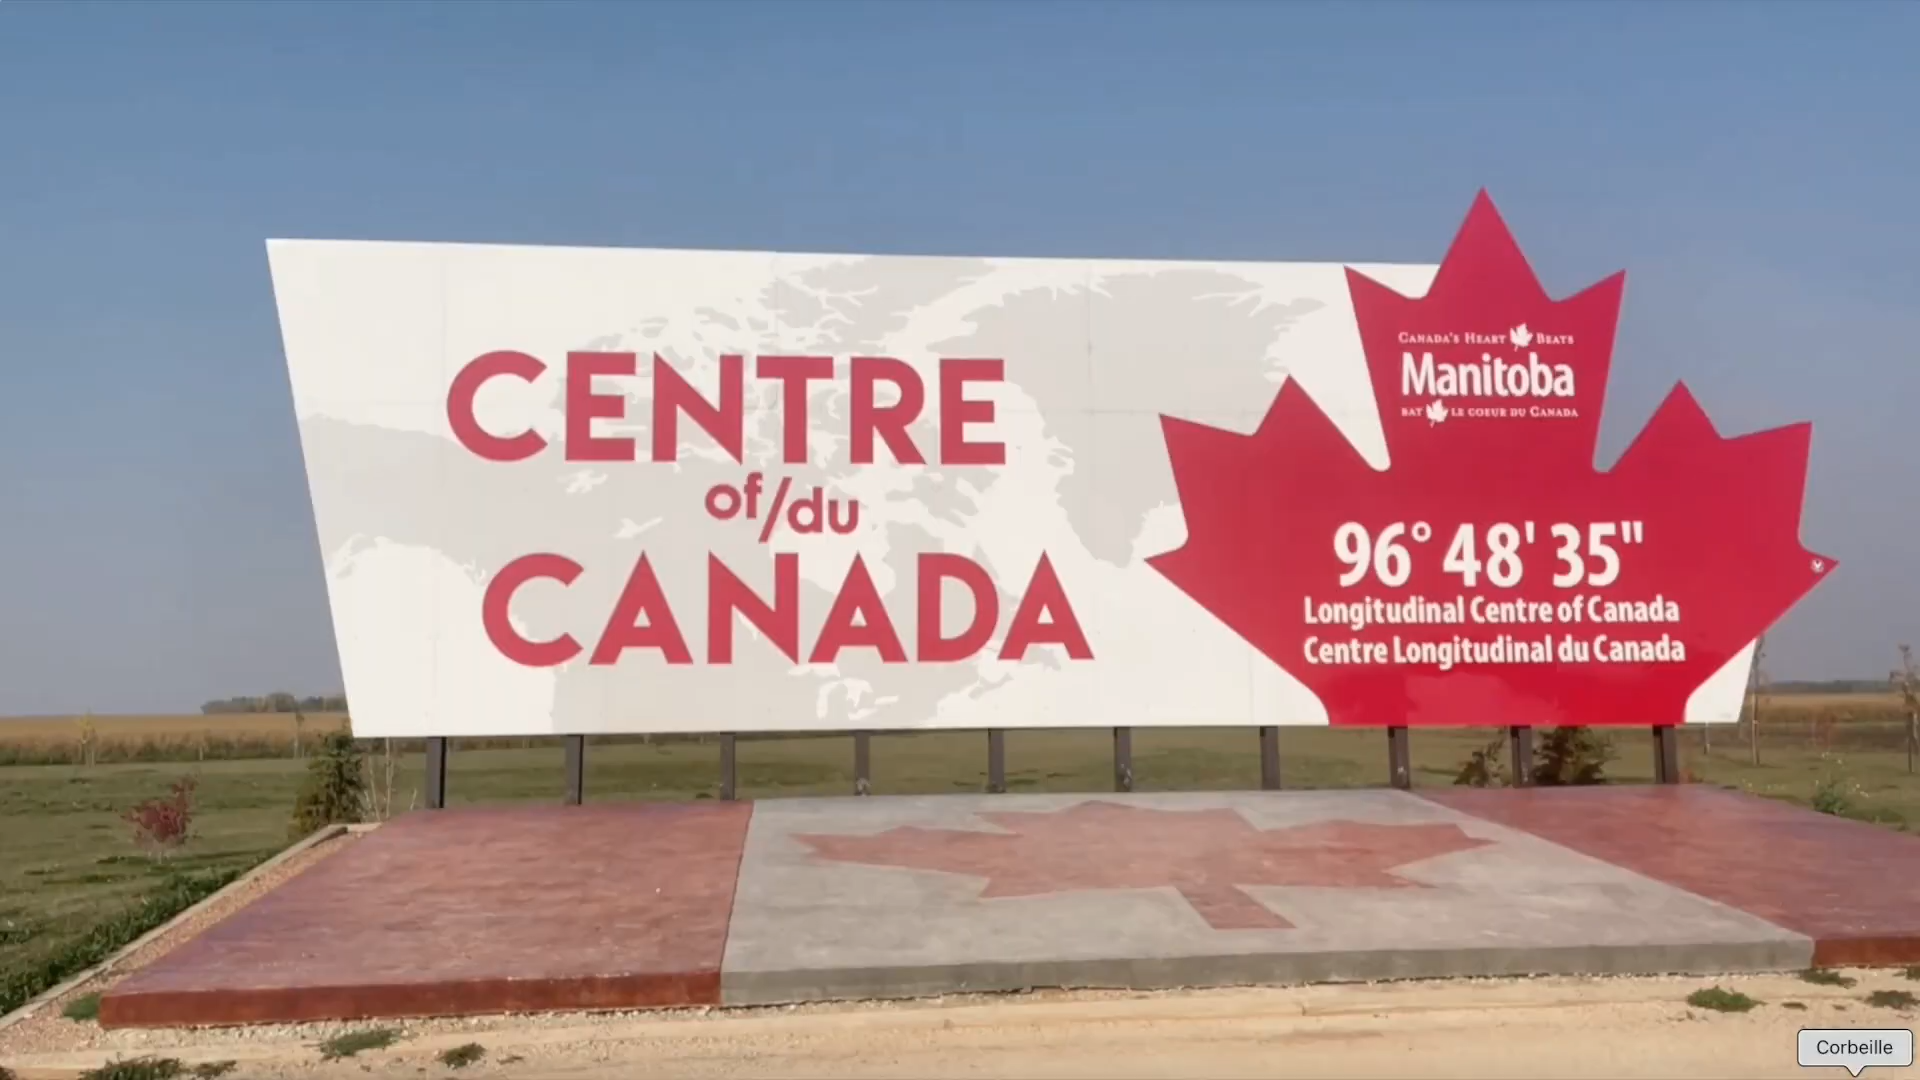 CENTRE
of/du
CANADA
CANADA'S HEART BEATS
Manitoba
BAT LE COEUR DU CANADA
96° 48' 35"
Longitudinal Centre of Canada
Centre Longitudinal du Canada
Corbeille